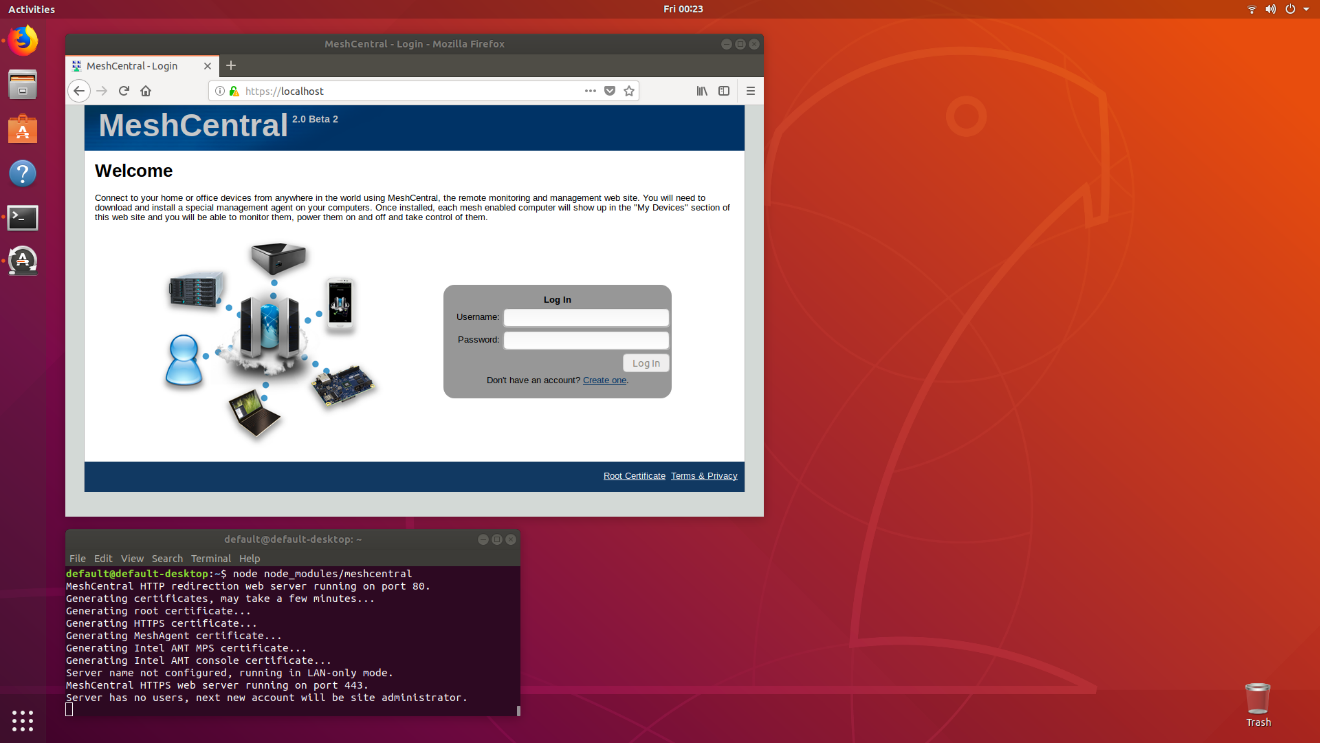 Activities
Fri 00:23
MeshCentral - Login - Mozilla Firefox
MeshCentral - Login
https://localhost
MeshCentral 2.0 Beta 2
Welcome
Connect to your home or office devices from anywhere in the world using MeshCentral, the remote monitoring and management web site. You will need to
download and install a special management agent on your computers. Once installed, each mesh enabled computer will show up in the "My Devices" section of
this web site and you will be able to monitor them, power them on and off and take control of them.
Log In
Username:
Password:
Log In
Don't have an account? Create one.
Root Certificate Terms & Privacy
default@default-desktop: ~
File Edit View Search Terminal Help
default@default-desktop:~$ node node_modules/meshcentral
MeshCentral HTTP redirection web server running on port 80.
Generating certificates, may take a few minutes...
Generating root certificate...
Generating HTTPS certificate...
Generating MeshAgent certificate...
Generating Intel AMT MPS certificate...
Generating Intel AMT console certificate...
Server name not configured, running in LAN-only mode.
MeshCentral HTTPS web server running on port 443.
Server has no users, next new account will be site administrator.
Trash